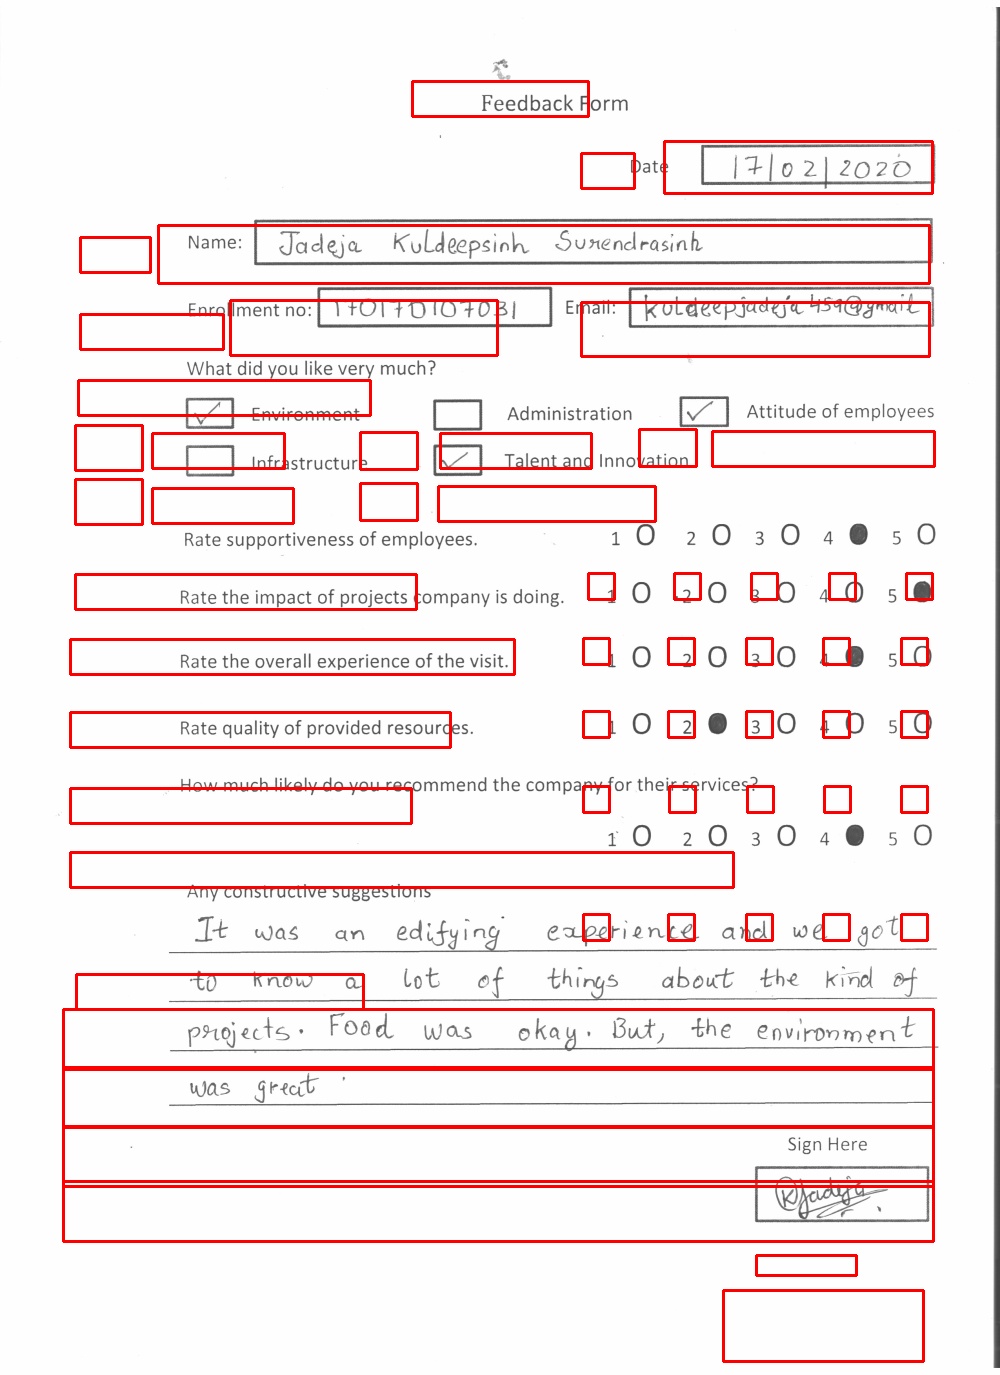 Feedback Form
Date 17/02/2020
Name: Jadeja Kuldeepsinh Surendrasinh
Enrollment no: 170170107031 Email: kuldeepjadeja459@gmail
What did you like very much?
Environment Administration Attitude of employees
Infrastructure Talent and Innovation
Rate supportiveness of employees. 1 2 3 4 5
Rate the impact of projects company is doing. 1 2 3 4 5
Rate the overall experience of the visit. 1 2 3 4 5
Rate quality of provided resources. 1 2 3 4 5
How much likely do you recommend the company for their services?
1 2 3 4 5
Any constructive suggestions
It was an edifying experience and we got
to know a lot of things about the kind of
projects. Food was okay. But, the environment
was great
Sign Here
KJadeja